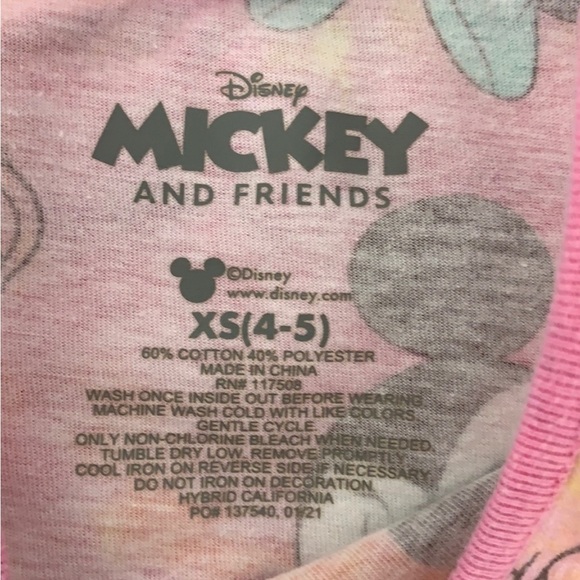 Disney
MICKEY
AND FRIENDS
©Disney
www.disney.com
XS(4-5)
60% COTTON 40% POLYESTER
MADE IN CHINA
RN# 117508
WASH ONCE INSIDE OUT BEFORE WEARING
MACHINE WASH COLD WITH LIKE COLORS
GENTLE CYCLE.
ONLY NON-CHLORINE BLEACH WHEN NEEDED.
TUMBLE DRY LOW. REMOVE PROMPTLY.
COOL IRON ON REVERSE SIDE IF NECESSARY
DO NOT IRON ON DECORATION.
HYBRID CALIFORNIA
PO# 137540, 01/21